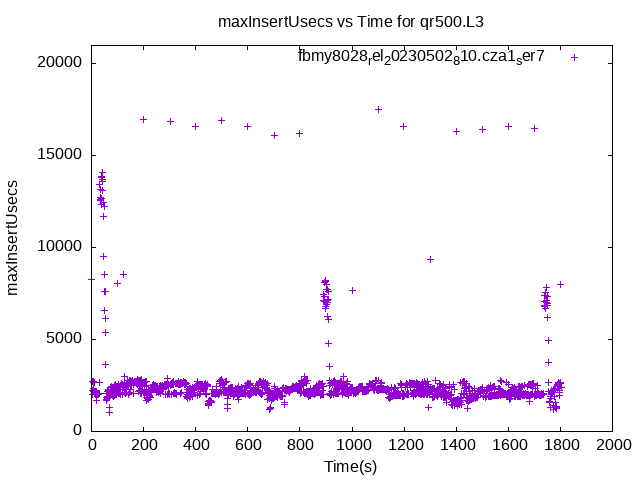 maxInsertUsecs vs Time for qr500.L3
fbmy8028rel20230502810.cza1ser7
20000
15000
10000
5000
0
maxInsertUsecs
0 200 400 600 800 1000 1200 1400 1600 1800 2000
Time(s)